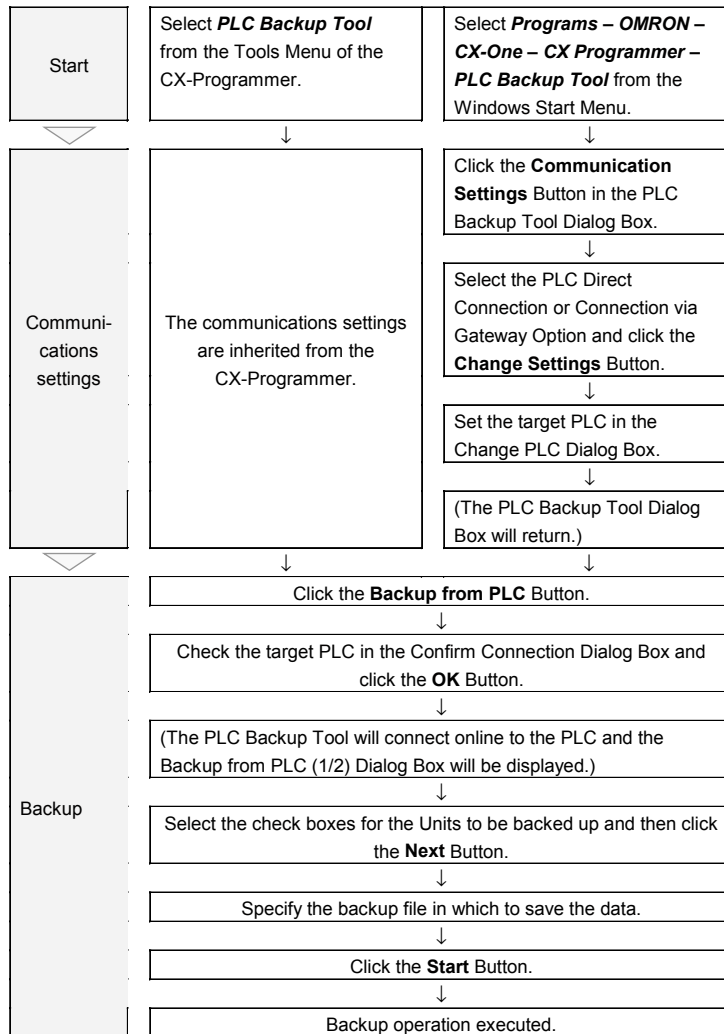 Start
Select PLC Backup Tool
from the Tools Menu of the
CX-Programmer.
Select Programs – OMRON –
CX-One – CX Programmer –
PLC Backup Tool from the
Windows Start Menu.
↓
↓
Communi-
cations
settings
The communications settings
are inherited from the
CX-Programmer.
Click the Communication
Settings Button in the PLC
Backup Tool Dialog Box.
↓
Select the PLC Direct
Connection or Connection via
Gateway Option and click the
Change Settings Button.
↓
Set the target PLC in the
Change PLC Dialog Box.
↓
(The PLC Backup Tool Dialog
Box will return.)
↓
↓
Backup
Click the Backup from PLC Button.
↓
Check the target PLC in the Confirm Connection Dialog Box and
click the OK Button.
↓
(The PLC Backup Tool will connect online to the PLC and the
Backup from PLC (1/2) Dialog Box will be displayed.)
↓
Select the check boxes for the Units to be backed up and then click
the Next Button.
↓
Specify the backup file in which to save the data.
↓
Click the Start Button.
↓
Backup operation executed.